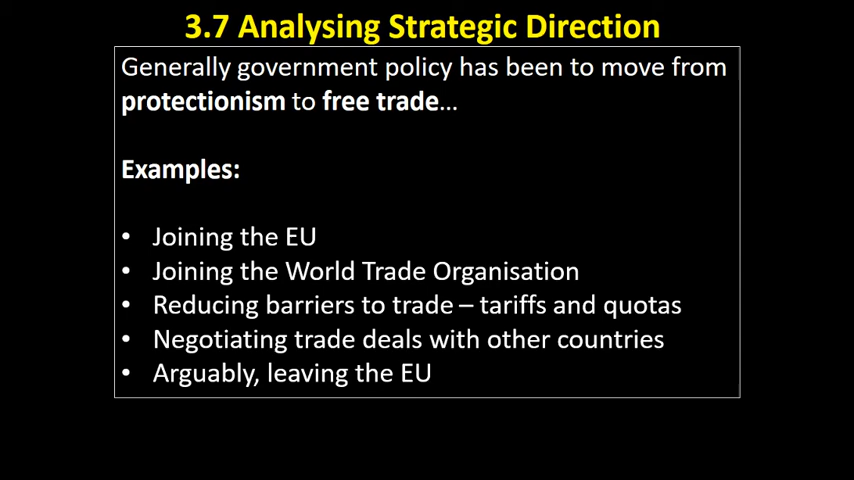 3.7 Analysing Strategic Direction
Generally government policy has been to move from
protectionism to free trade…
Examples:
• Joining the EU
• Joining the World Trade Organisation
• Reducing barriers to trade – tariffs and quotas
• Negotiating trade deals with other countries
• Arguably, leaving the EU